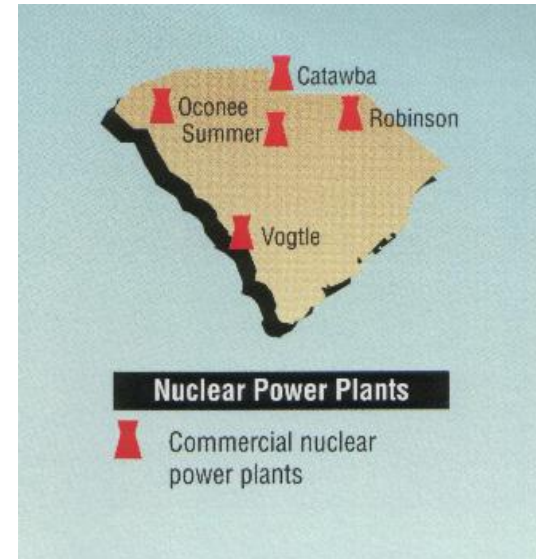 Catawba
Oconee
Summer
Robinson
Vogtle
Nuclear Power Plants
Commercial nuclear
power plants